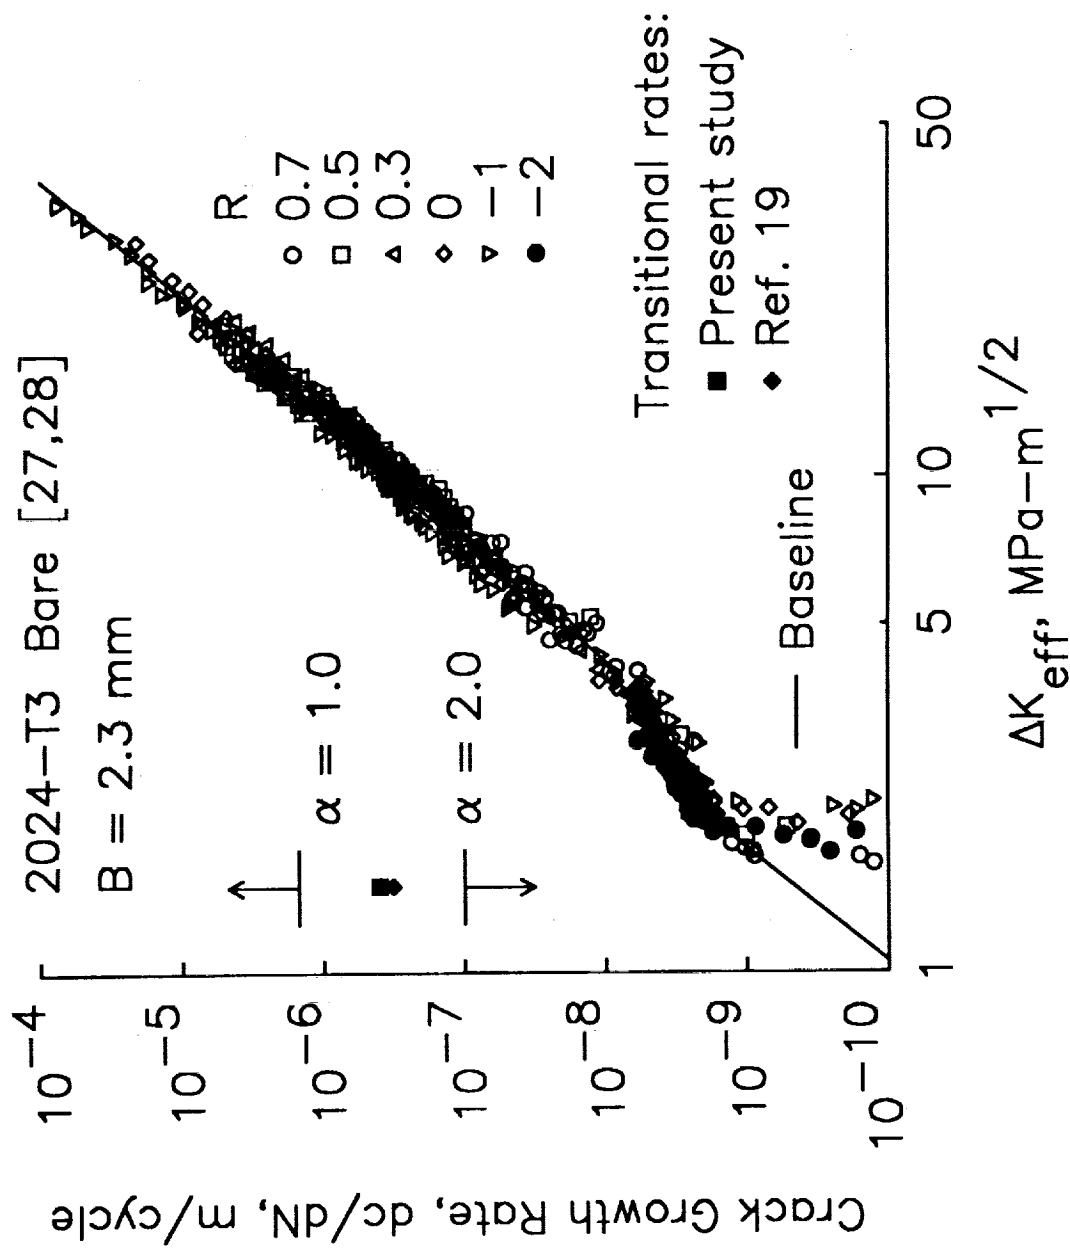 2024-T3 Bare [27,28]
B = 2.3 mm
α = 1.0
α = 2.0
R
0.7
0.5
0.3
0
-1
-2
Transitional rates:
Present study
Ref. 19
Baseline
10-4
10-5
10-6
10-7
10-8
10-9
10-10
1
5
10
50
Crack Growth Rate, dc/dN, m/cycle
ΔKeff, MPa-m1/2